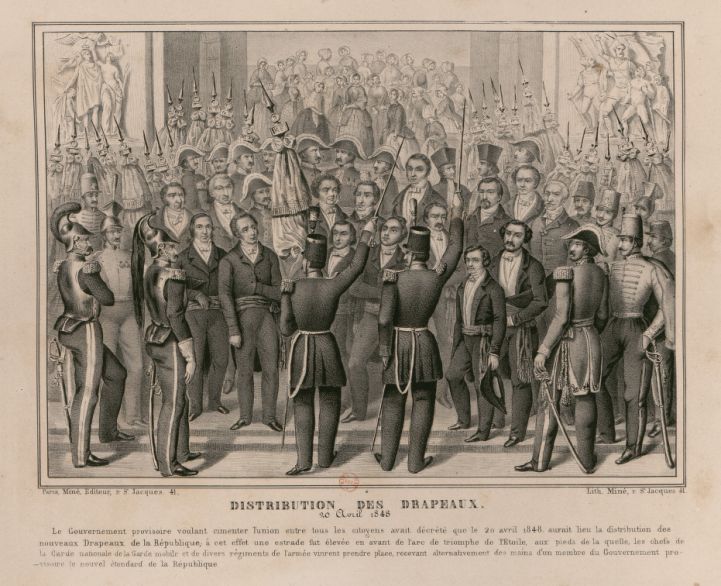 Paris, Miné, Editeur, r. St Jacques. 41.
Lith. Miné, r. St Jacques 41.
DISTRIBUTION DES DRAPEAUX.
20 Avril 1848
Le Gouvernement provisoire voulant cimenter l'union entre tous les citoyens avait décrété que le 20 avril 1848. aurait lieu la distribution des
nouveaux Drapeaux de la République, à cet effet une estrade fut élevée en avant de l'arc de triomphe de l'Etoile, aux pieds de la quelle, les chefs de
la Garde nationale de la Garde mobile et de divers régiments de l'armée vinrent prendre place, recevant alternativement des mains d'un membre du Gouvernement pro-
-visoire le nouvel étendard de la République